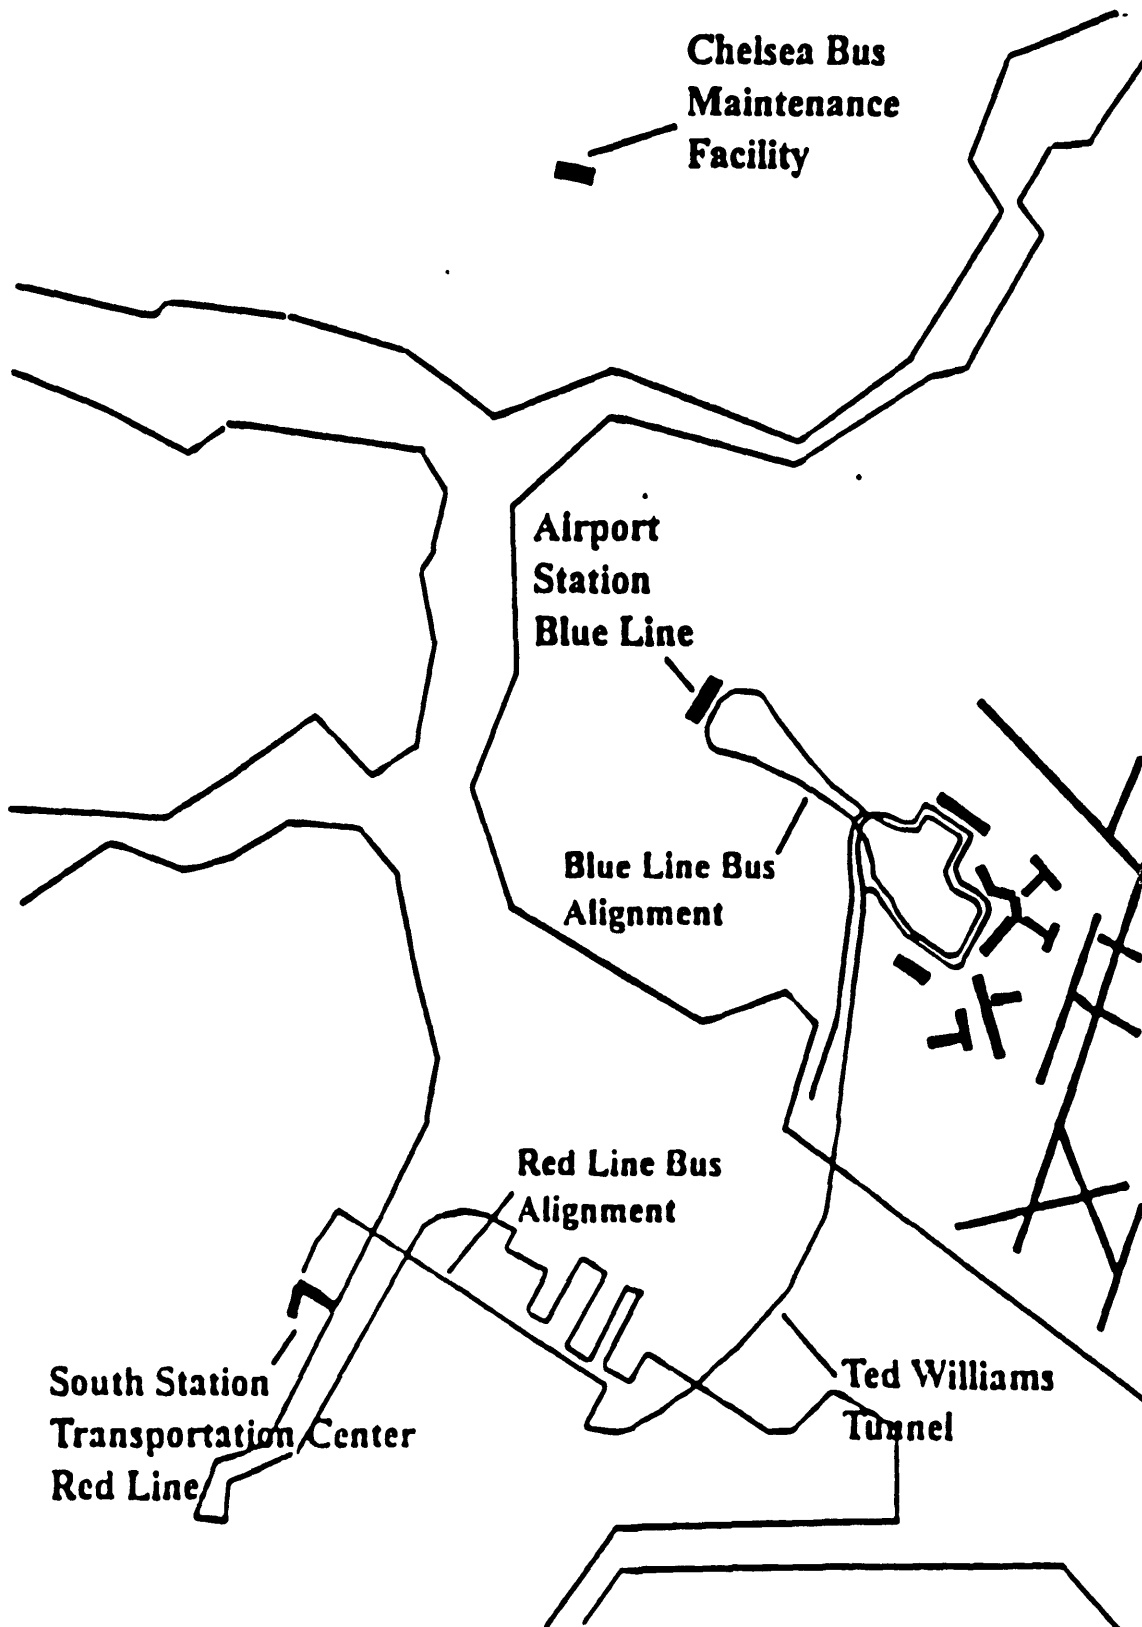 Chelsea Bus
Maintenance
Facility
Airport
Station
Blue Line
Blue Line Bus
Alignment
Red Line Bus
Alignment
South Station
Transportation Center
Red Line
Ted Williams
Tunnel